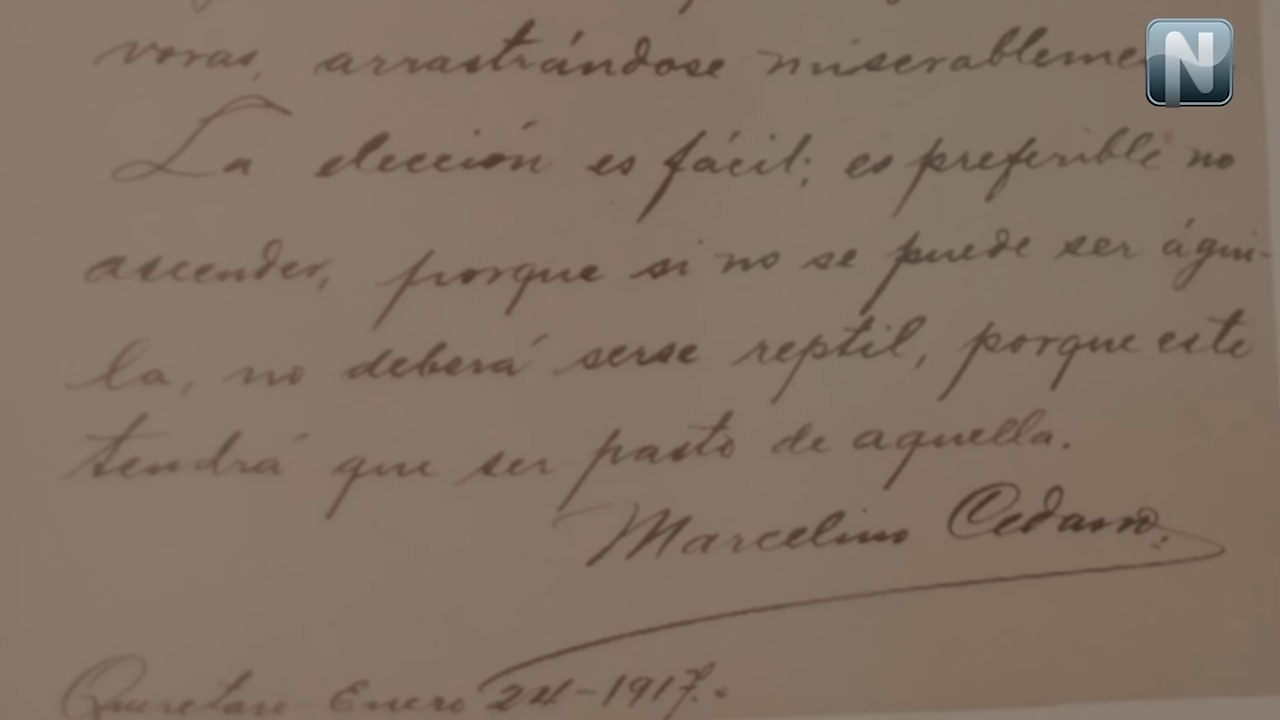 voras, arrastrándose miserableme
N
La elección es fácil; es preferible no
ascender, porque si no se puede ser águi-
la, no deberá serse reptil, porque este
tendrá que ser pasto de aquella.
Marcelino Cedano
Queretaro Enero 24-1917.